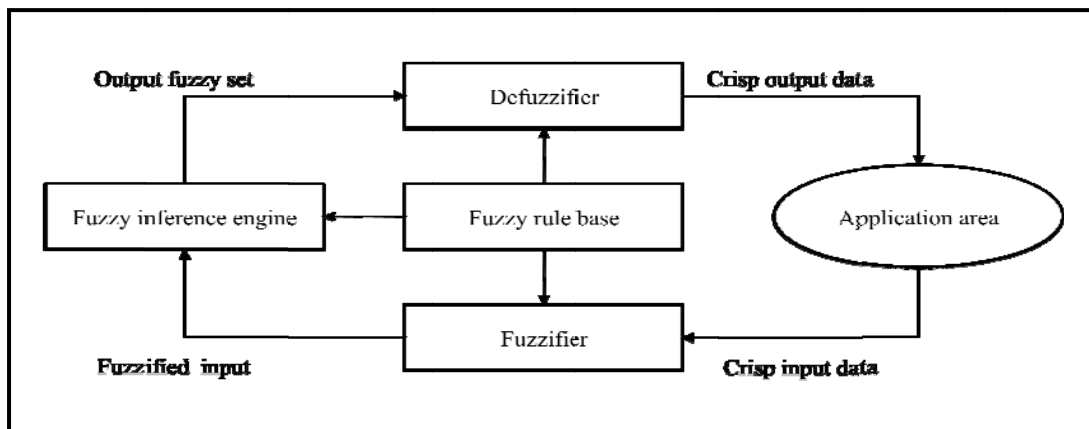 Output fuzzy set
Defuzzifier
Crisp output data
Fuzzy inference engine
Fuzzy rule base
Application area
Fuzzifier
Fuzzified input
Crisp input data